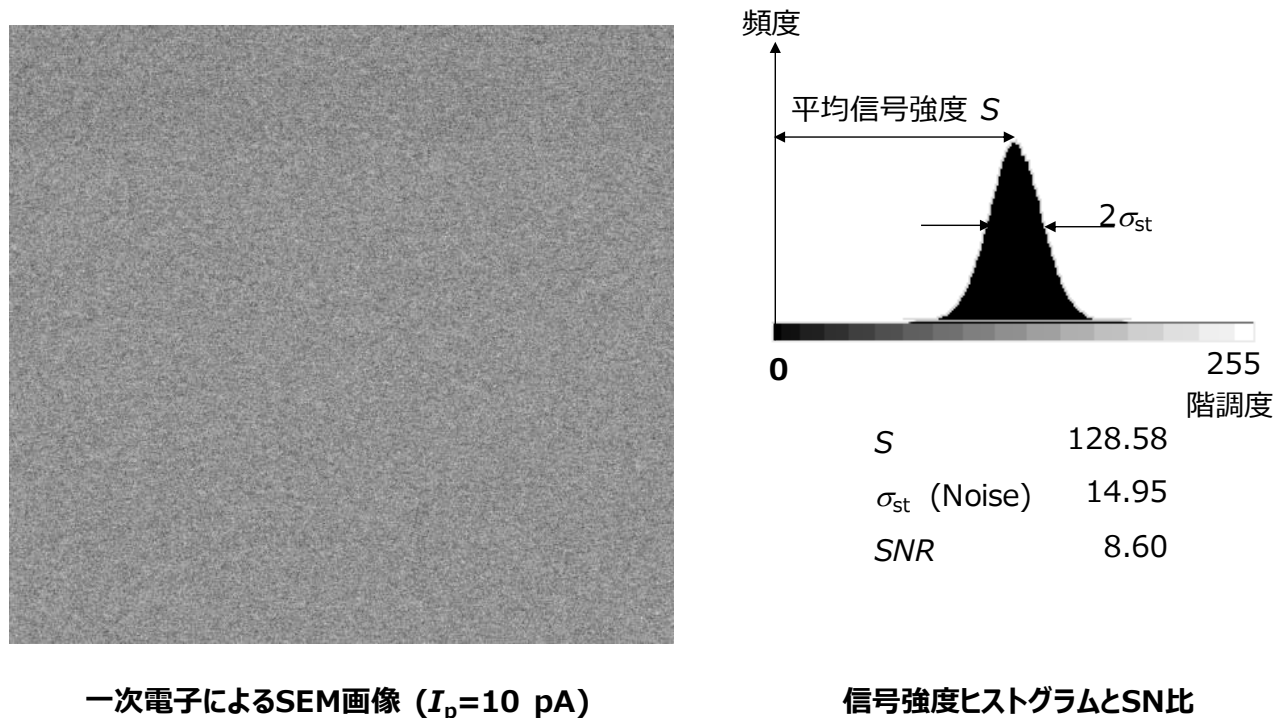 頻度
平均信号強度 S
2σst
0
255
階調度
S 128.58
σst (Noise) 14.95
SNR 8.60
一次電子によるSEM画像 (Ip=10 pA)
信号強度ヒストグラムとSN比